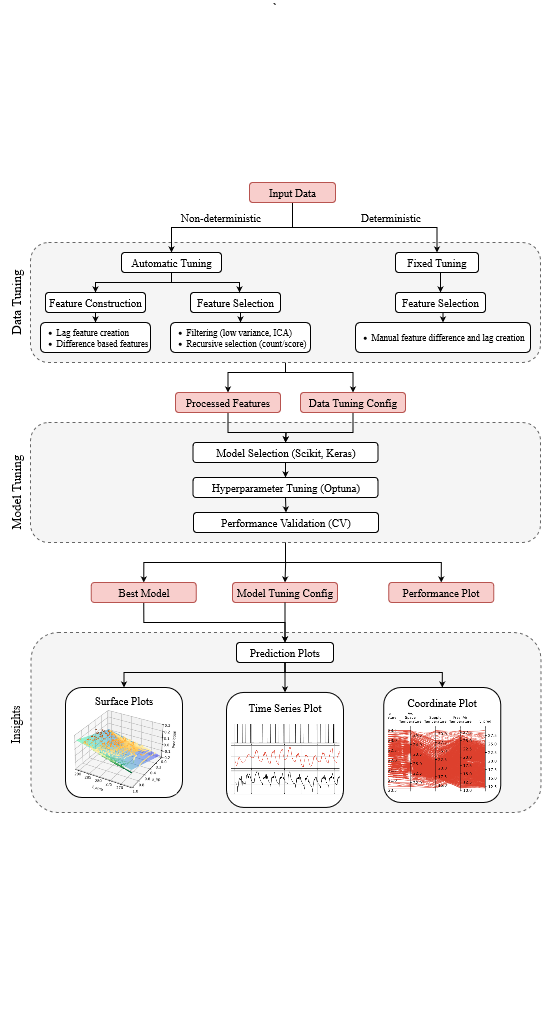 Input Data
Non-deterministic
Deterministic
Data Tuning
Automatic Tuning
Fixed Tuning
Feature Construction
Feature Selection
Feature Selection
• Lag feature creation
• Difference based features
• Filtering (low variance, ICA)
• Recursive selection (count/score)
• Manual feature difference and lag creation
Processed Features
Data Tuning Config
Model Tuning
Model Selection (Scikit, Keras)
Hyperparameter Tuning (Optuna)
Performance Validation (CV)
Best Model
Model Tuning Config
Performance Plot
Insights
Prediction Plots
Surface Plots
Time Series Plot
Coordinate Plot